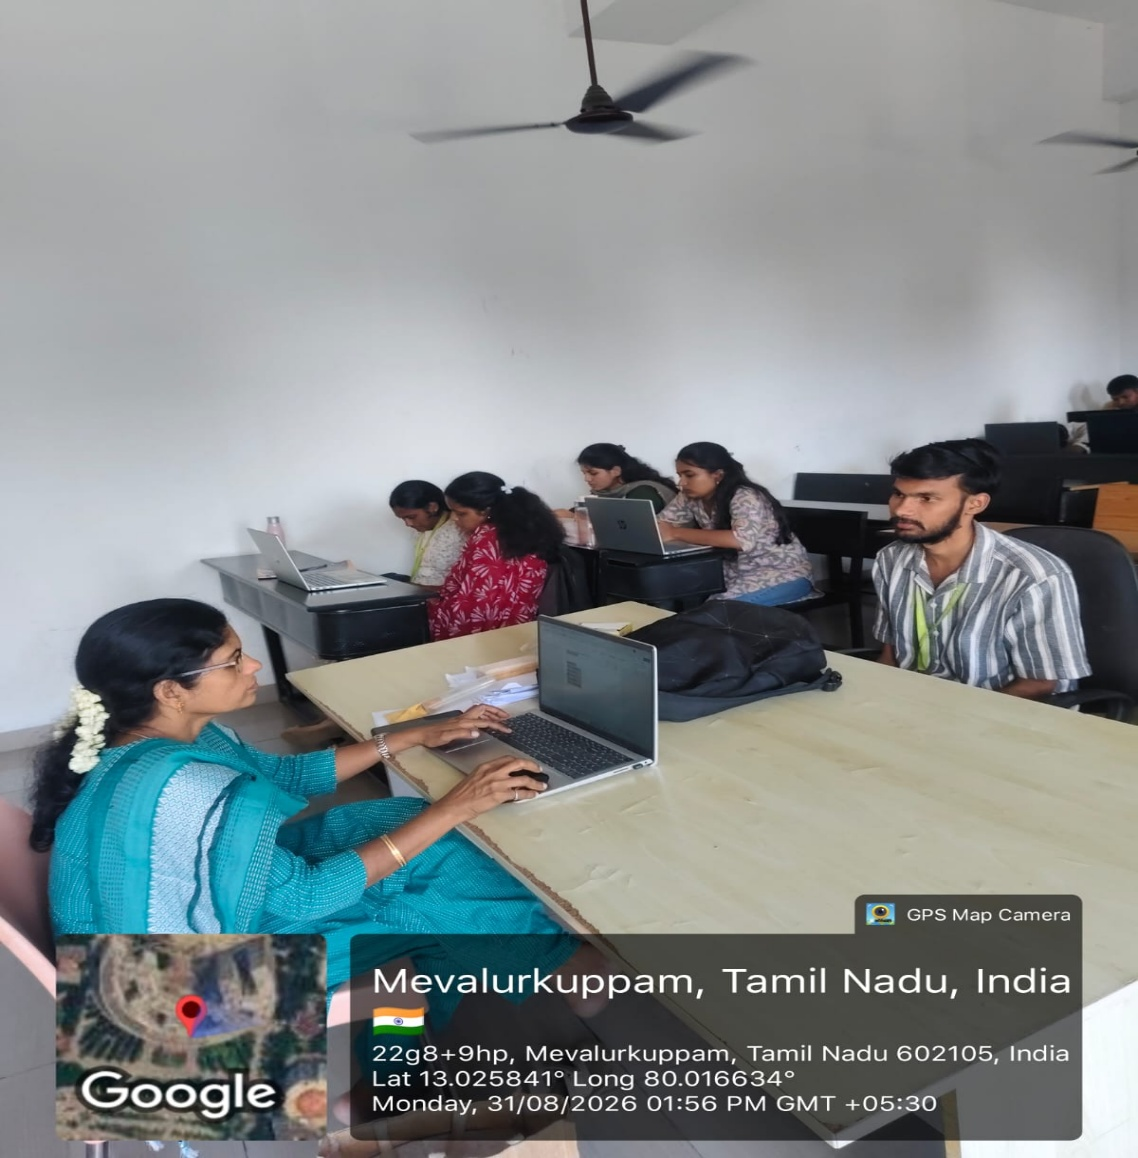 GPS Map Camera
Mevalurkuppam, Tamil Nadu, India
22g8+9hp, Mevalurkuppam, Tamil Nadu 602105, India
Lat 13.025841° Long 80.016634°
Monday, 31/08/2026 01:56 PM GMT +05:30
Google
hp